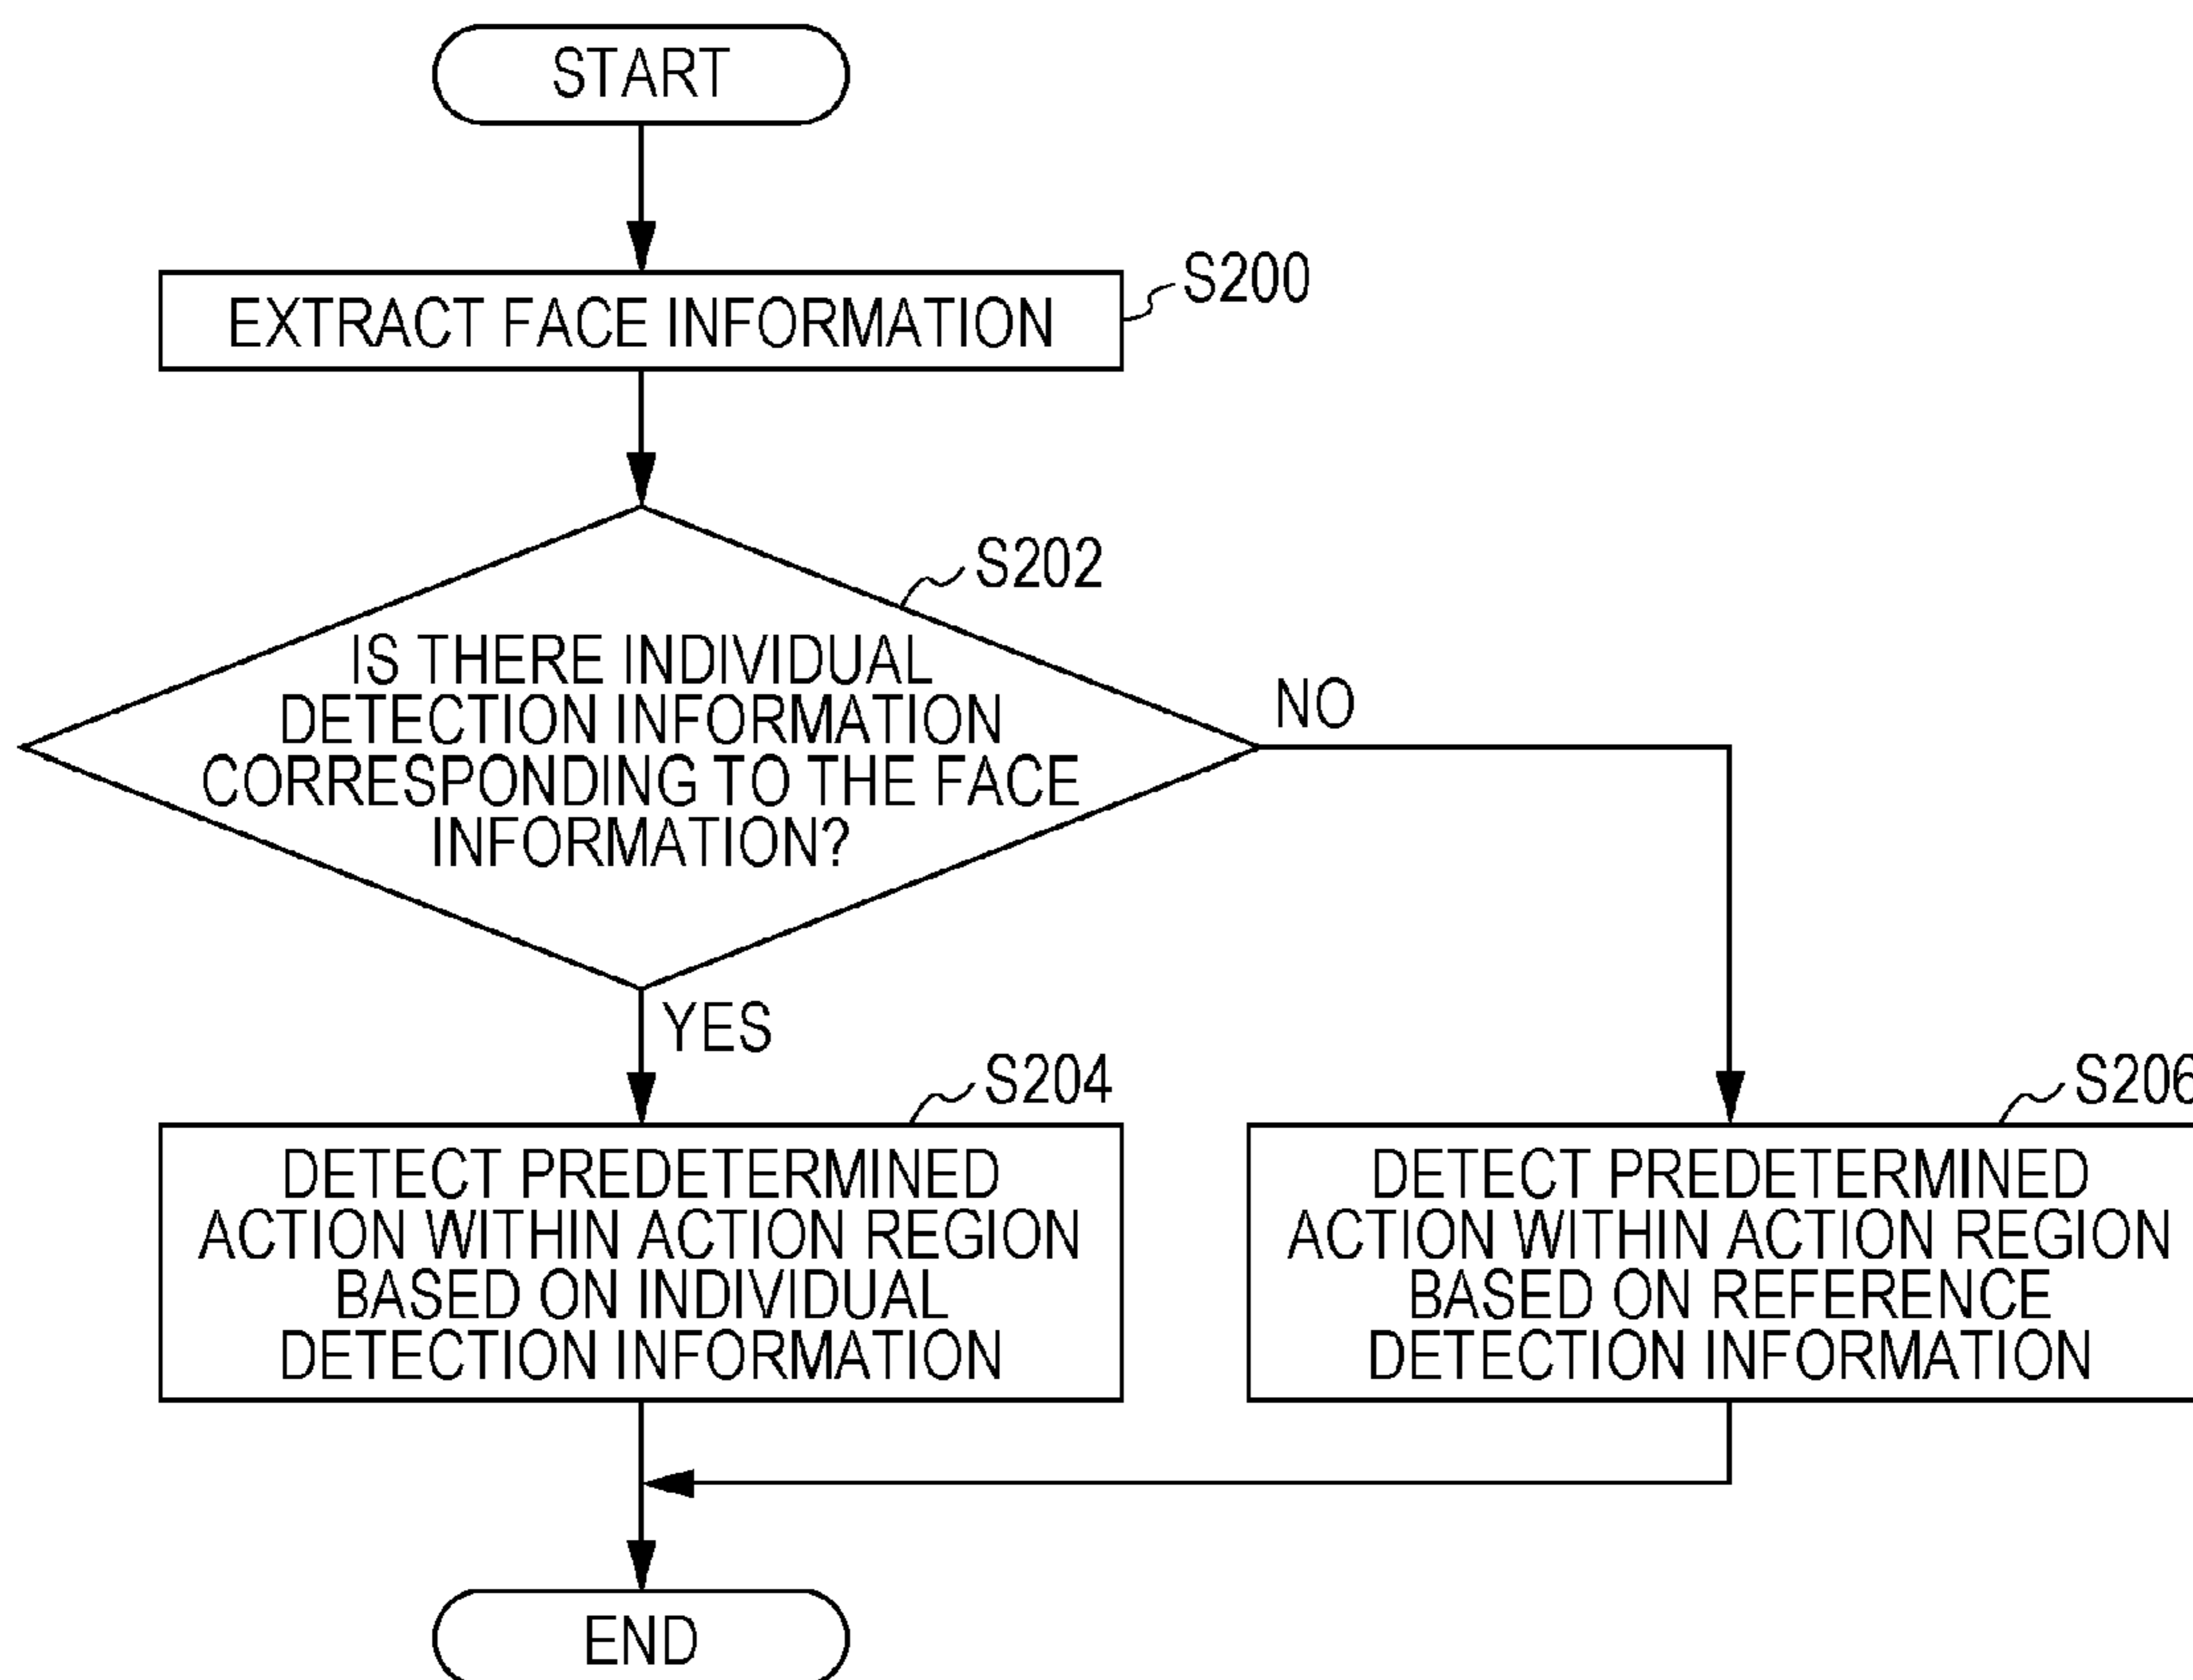 START
EXTRACT FACE INFORMATION
S200
S202
IS THERE INDIVIDUAL
DETECTION INFORMATION
CORRESPONDING TO THE FACE
INFORMATION?
NO
YES
S204
DETECT PREDETERMINED
ACTION WITHIN ACTION REGION
BASED ON INDIVIDUAL
DETECTION INFORMATION
S206
DETECT PREDETERMINED
ACTION WITHIN ACTION REGION
BASED ON REFERENCE
DETECTION INFORMATION
END